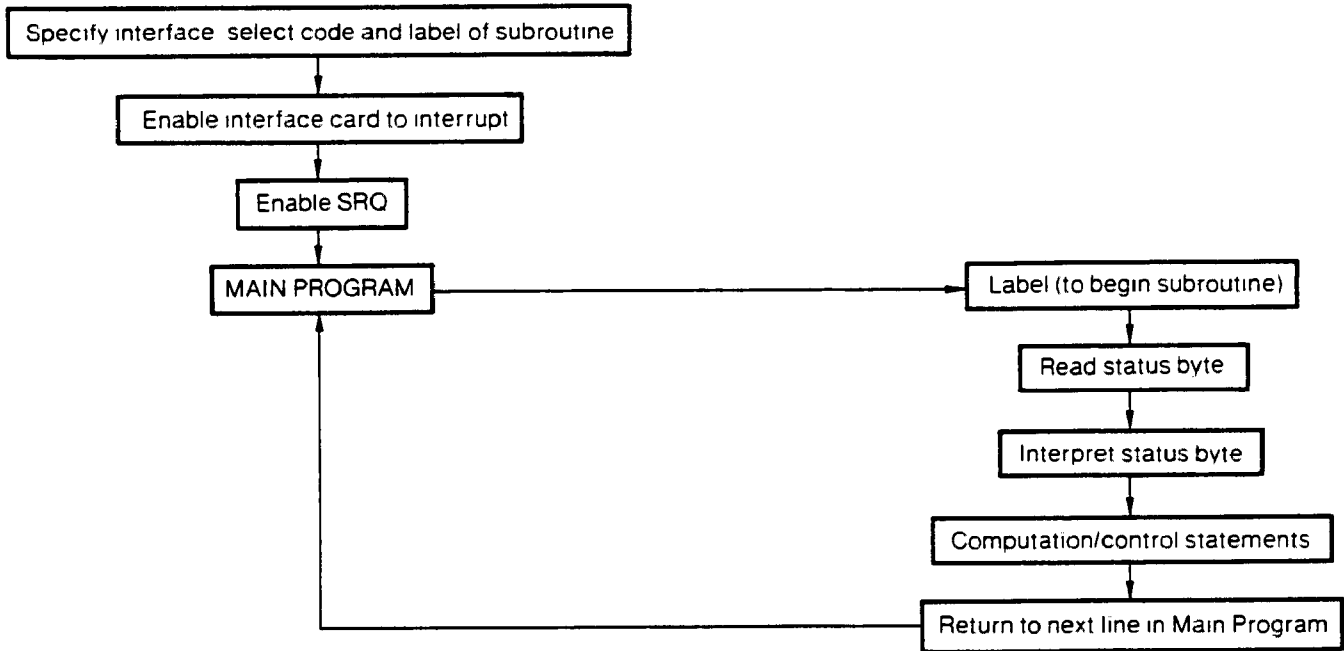 Specify interface select code and label of subroutine
Enable interface card to interrupt
Enable SRQ
MAIN PROGRAM
Label (to begin subroutine)
Read status byte
Interpret status byte
Computation/control statements
Return to next line in Main Program